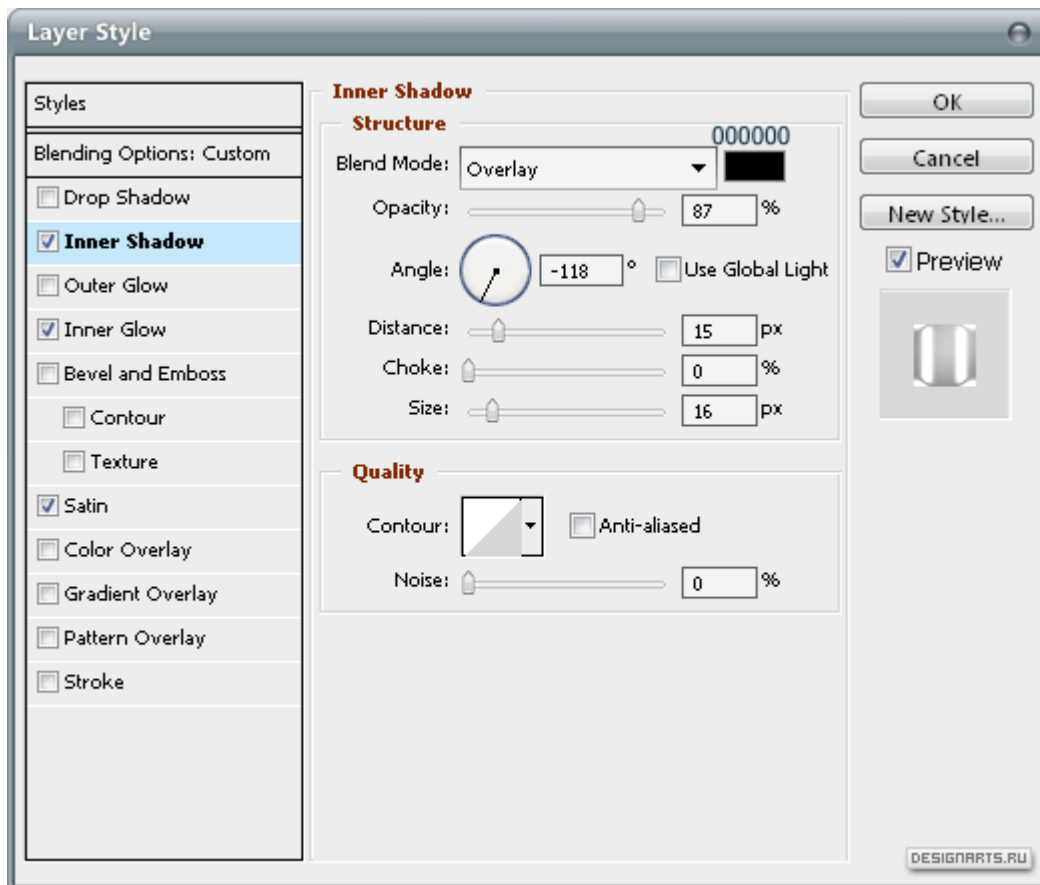 Layer Style
Styles
Blending Options: Custom
Drop Shadow
Inner Shadow
Outer Glow
Inner Glow
Bevel and Emboss
Contour
Texture
Satin
Color Overlay
Gradient Overlay
Pattern Overlay
Stroke
Inner Shadow
Structure
000000
Blend Mode: Overlay
Opacity: 87 %
Angle: -118 ° Use Global Light
Distance: 15 px
Choke: 0 %
Size: 16 px
Quality
Contour: Anti-aliased
Noise: 0 %
OK
Cancel
New Style...
Preview
DESIGNARTS.RU